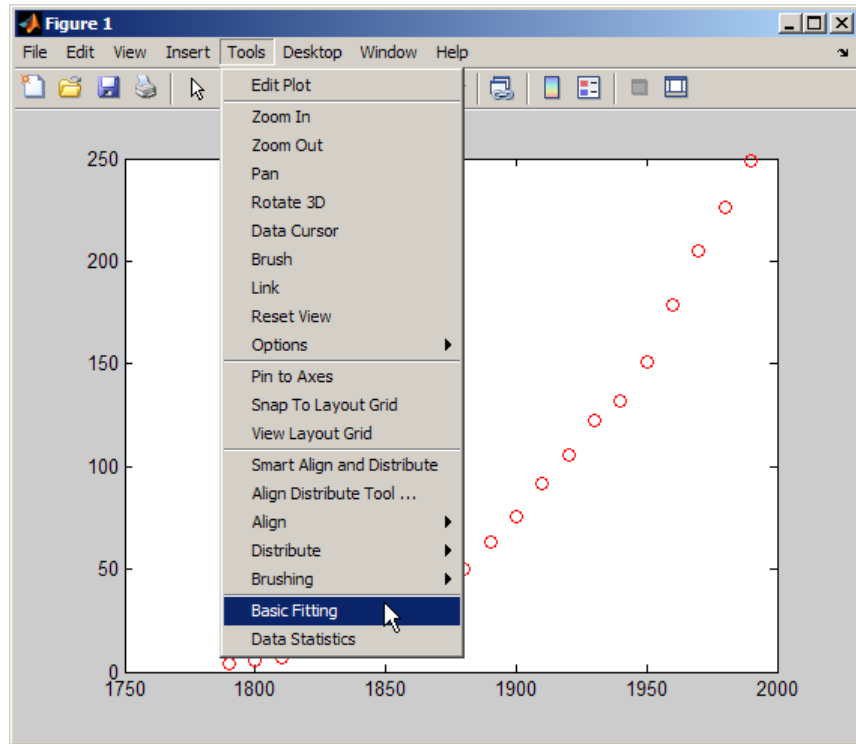 Figure 1
File Edit View Insert Tools Desktop Window Help
Edit Plot
Zoom In
Zoom Out
Pan
Rotate 3D
Data Cursor
Brush
Link
Reset View
Options
Pin to Axes
Snap To Layout Grid
View Layout Grid
Smart Align and Distribute
Align Distribute Tool ...
Align
Distribute
Brushing
Basic Fitting
Data Statistics
250
200
150
100
50
0
1750 1800 1850 1900 1950 2000